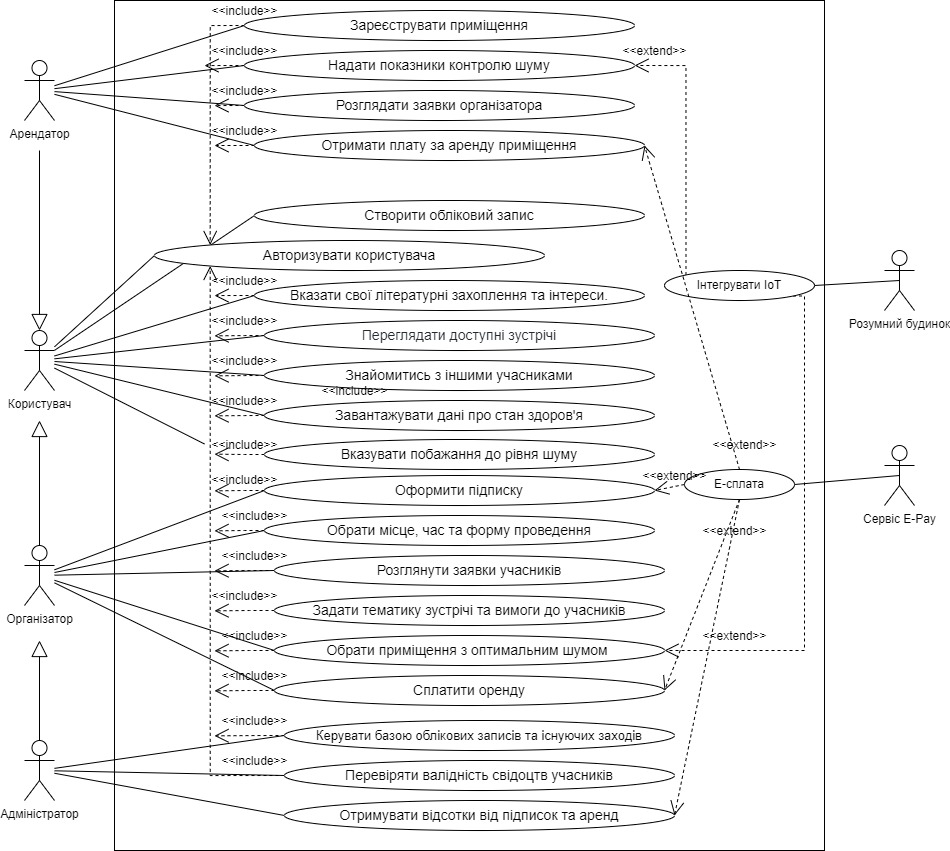 <<include>>
Зареєструвати приміщення
<<include>>
<<extend>>
Надати показники контролю шуму
<<include>>
Розглядати заявки організатора
Арендатор
<<include>>
Отримати плату за аренду приміщення
Створити обліковий запис
Авторизувати користувача
<<include>>
Вказати свої літературні захоплення та інтереси.
Інтегрувати ІоТ
Розумний будинок
<<include>>
Переглядати доступні зустрічі
<<include>>
Знайомитись з іншими учасниками
<<include>>
Користувач
<<include>>
Завантажувати дані про стан здоров'я
<<include>>
<<extend>>
Вказувати побажання до рівня шуму
<<include>>
<<extend>>
Оформити підписку
Е-сплата
Сервіс E-Pay
<<include>>
<<extend>>
Обрати місце, час та форму проведення
<<include>>
Розглянути заявки учасників
<<include>>
Задати тематику зустрічі та вимоги до учасників
Організатор
<<include>>
<<extend>>
Обрати приміщення з оптимальним шумом
<<include>>
Сплатити оренду
<<include>>
Керувати базою облікових записів та існуючих заходів
<<include>>
Перевіряти валідність свідоцтв учасників
Адміністратор
Отримувати відсотки від підписок та аренд